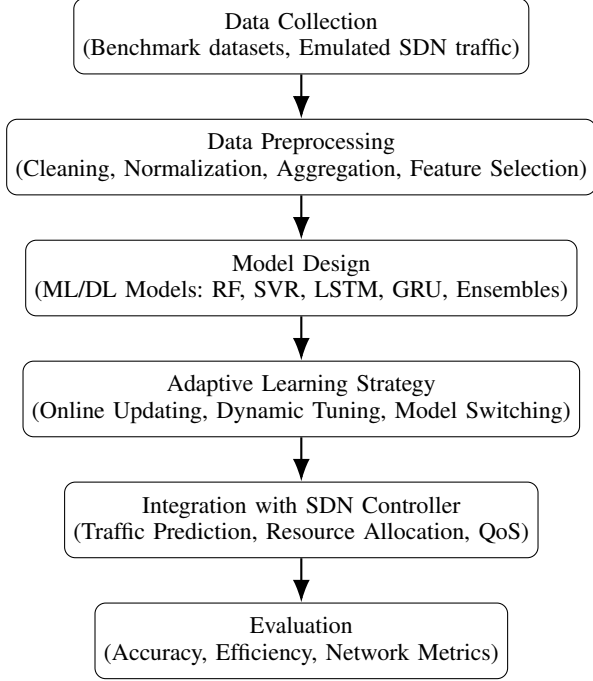 Data Collection
(Benchmark datasets, Emulated SDN traffic)
Data Preprocessing
(Cleaning, Normalization, Aggregation, Feature Selection)
Model Design
(ML/DL Models: RF, SVR, LSTM, GRU, Ensembles)
Adaptive Learning Strategy
(Online Updating, Dynamic Tuning, Model Switching)
Integration with SDN Controller
(Traffic Prediction, Resource Allocation, QoS)
Evaluation
(Accuracy, Efficiency, Network Metrics)